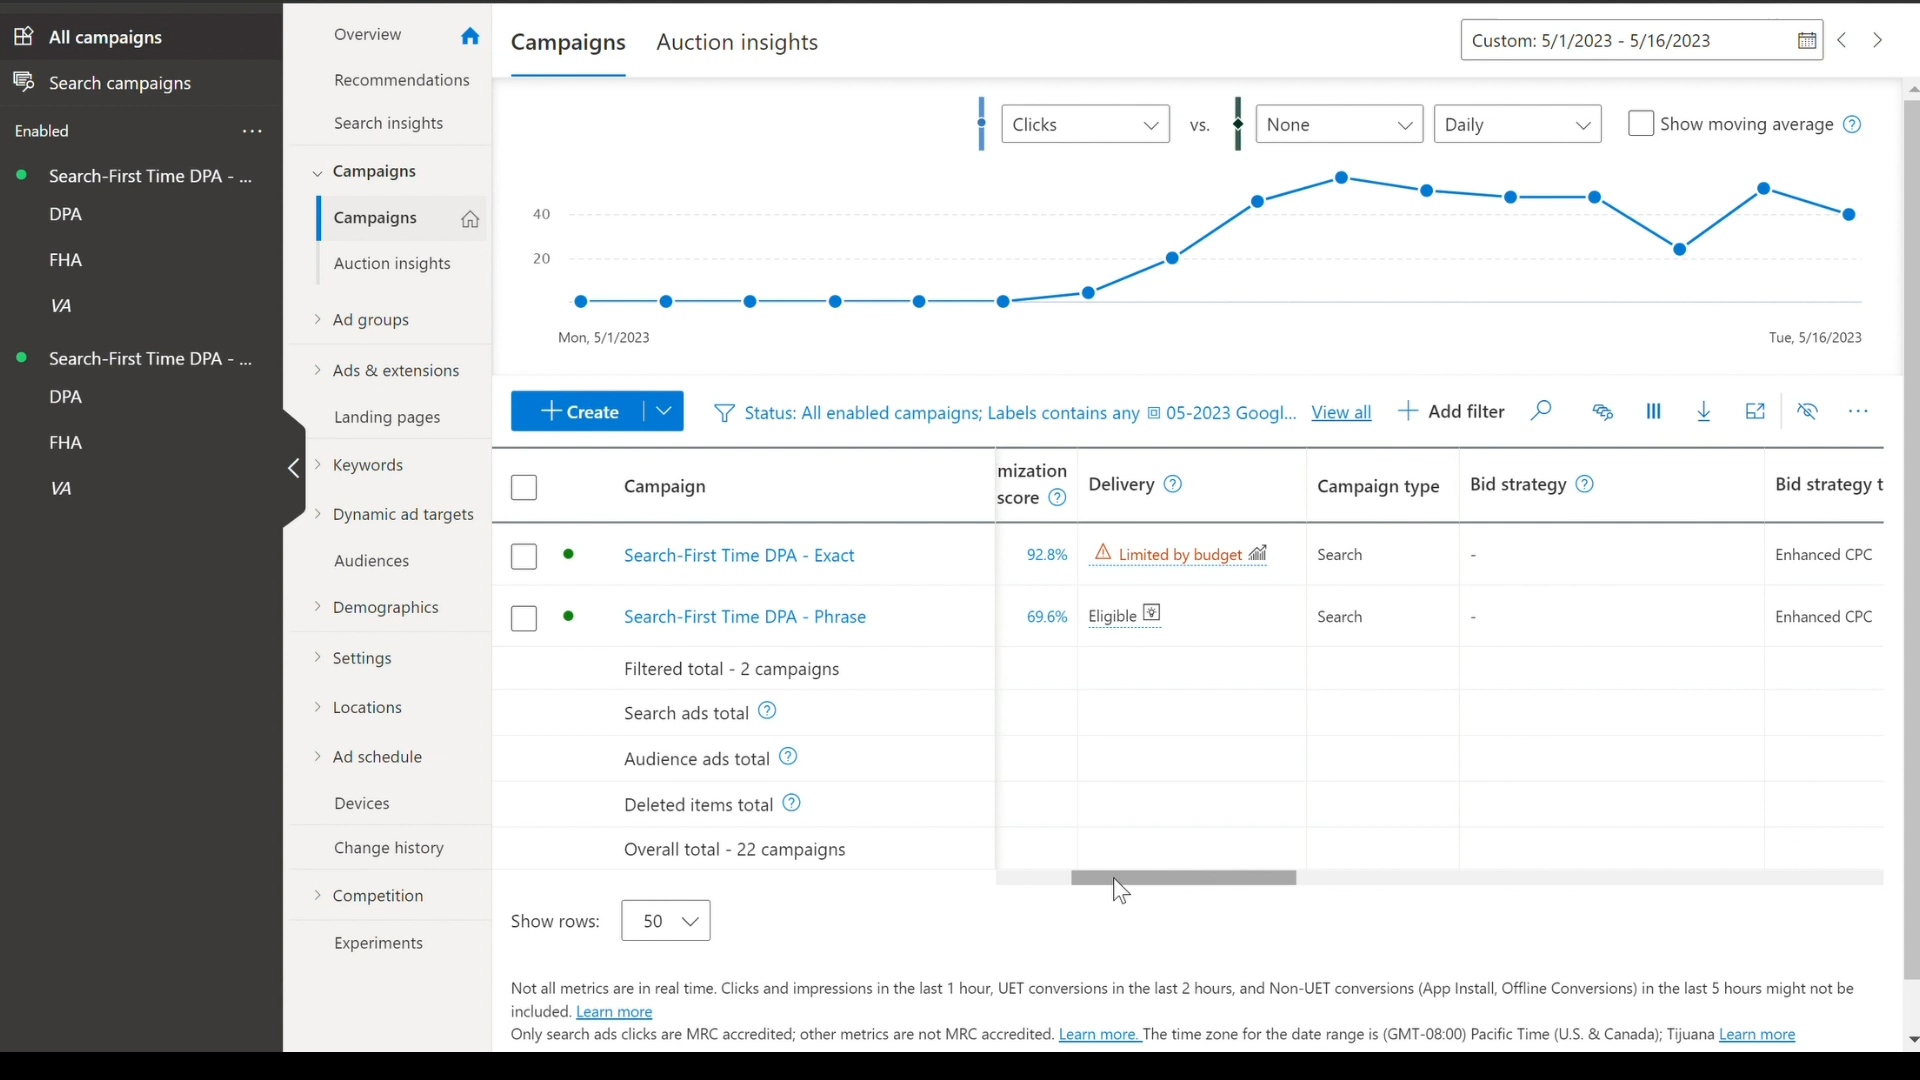 All campaigns
Search campaigns
Enabled
Search-First Time DPA - ...
DPA
FHA
VA
Search-First Time DPA - ...
DPA
FHA
VA
Overview
Recommendations
Search insights
Campaigns
Campaigns
Auction insights
Ad groups
Ads & extensions
Landing pages
Keywords
Dynamic ad targets
Audiences
Demographics
Settings
Locations
Ad schedule
Devices
Change history
Competition
Experiments
Campaigns Auction insights Custom: 5/1/2023 - 5/16/2023
Clicks vs. None Daily Show moving average
40
20
Mon, 5/1/2023 Tue, 5/16/2023
Create Status: All enabled campaigns; Labels contains any 05-2023 Googl... View all Add filter
Campaign mization score Delivery Campaign type Bid strategy Bid strategy t
Search-First Time DPA - Exact 92.8% Limited by budget Search - Enhanced CPC
Search-First Time DPA - Phrase 69.6% Eligible Search - Enhanced CPC
Filtered total - 2 campaigns
Search ads total
Audience ads total
Deleted items total
Overall total - 22 campaigns
Show rows: 50
Not all metrics are in real time. Clicks and impressions in the last 1 hour, UET conversions in the last 2 hours, and Non-UET conversions (App Install, Offline Conversions) in the last 5 hours might not be
included. Learn more
Only search ads clicks are MRC accredited; other metrics are not MRC accredited. Learn more. The time zone for the date range is (GMT-08:00) Pacific Time (U.S. & Canada); Tijuana Learn more